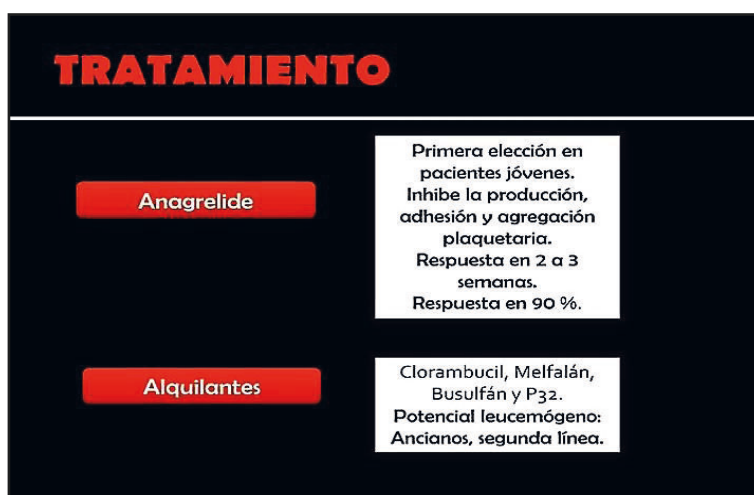 TRATAMIENTO
Anagrelide
Primera elección en
pacientes jóvenes.
Inhibe la producción,
adhesión y agregación
plaquetaria.
Respuesta en 2 a 3
semanas.
Respuesta en 90 %.
Alquilantes
Clorambucil, Melfalán,
Busulfán y P32.
Potencial leucemógeno:
Ancianos, segunda línea.